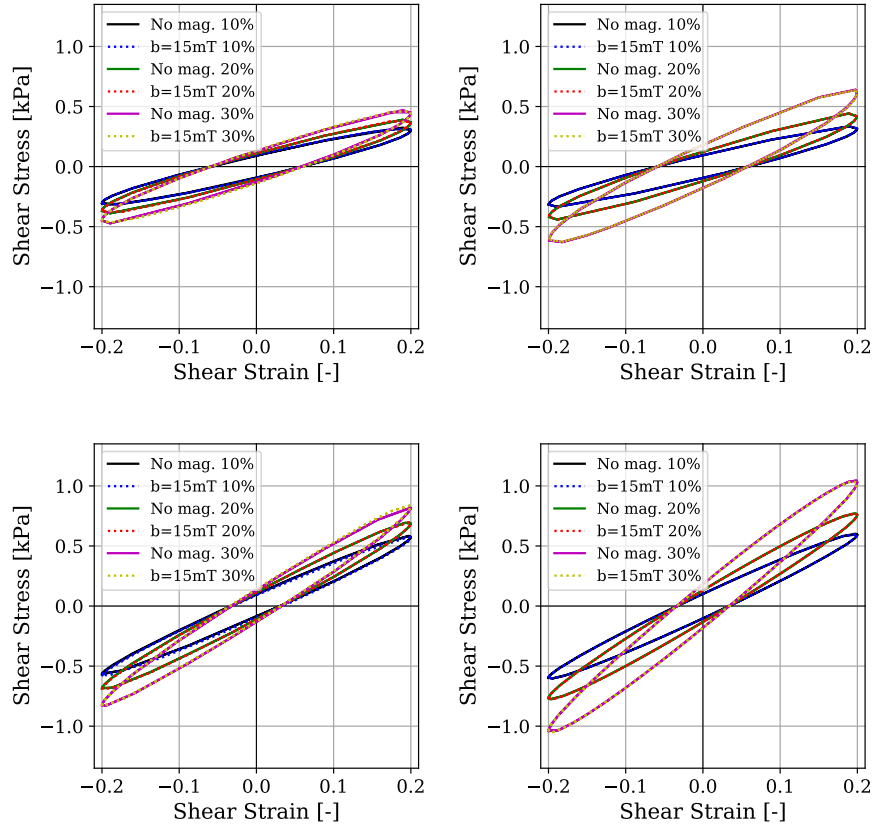 No mag. 10%
b=15mT 10%
No mag. 20%
b=15mT 20%
No mag. 30%
b=15mT 30%
1.0
0.5
0.0
−0.5
−1.0
Shear Stress [kPa]
−0.2 −0.1 0.0 0.1 0.2
Shear Strain [-]
No mag. 10%
b=15mT 10%
No mag. 20%
b=15mT 20%
No mag. 30%
b=15mT 30%
1.0
0.5
0.0
−0.5
−1.0
Shear Stress [kPa]
−0.2 −0.1 0.0 0.1 0.2
Shear Strain [-]
No mag. 10%
b=15mT 10%
No mag. 20%
b=15mT 20%
No mag. 30%
b=15mT 30%
1.0
0.5
0.0
−0.5
−1.0
Shear Stress [kPa]
−0.2 −0.1 0.0 0.1 0.2
Shear Strain [-]
No mag. 10%
b=15mT 10%
No mag. 20%
b=15mT 20%
No mag. 30%
b=15mT 30%
1.0
0.5
0.0
−0.5
−1.0
Shear Stress [kPa]
−0.2 −0.1 0.0 0.1 0.2
Shear Strain [-]